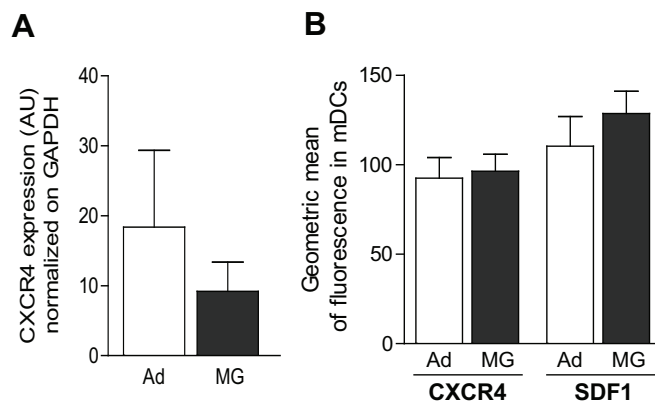 A
CXCR4 expression (AU)
normalized on GAPDH
40
30
20
10
0
Ad MG
B
Geometric mean
of fluorescence in mDCs
150
100
50
0
Ad MG Ad MG
CXCR4 SDF1